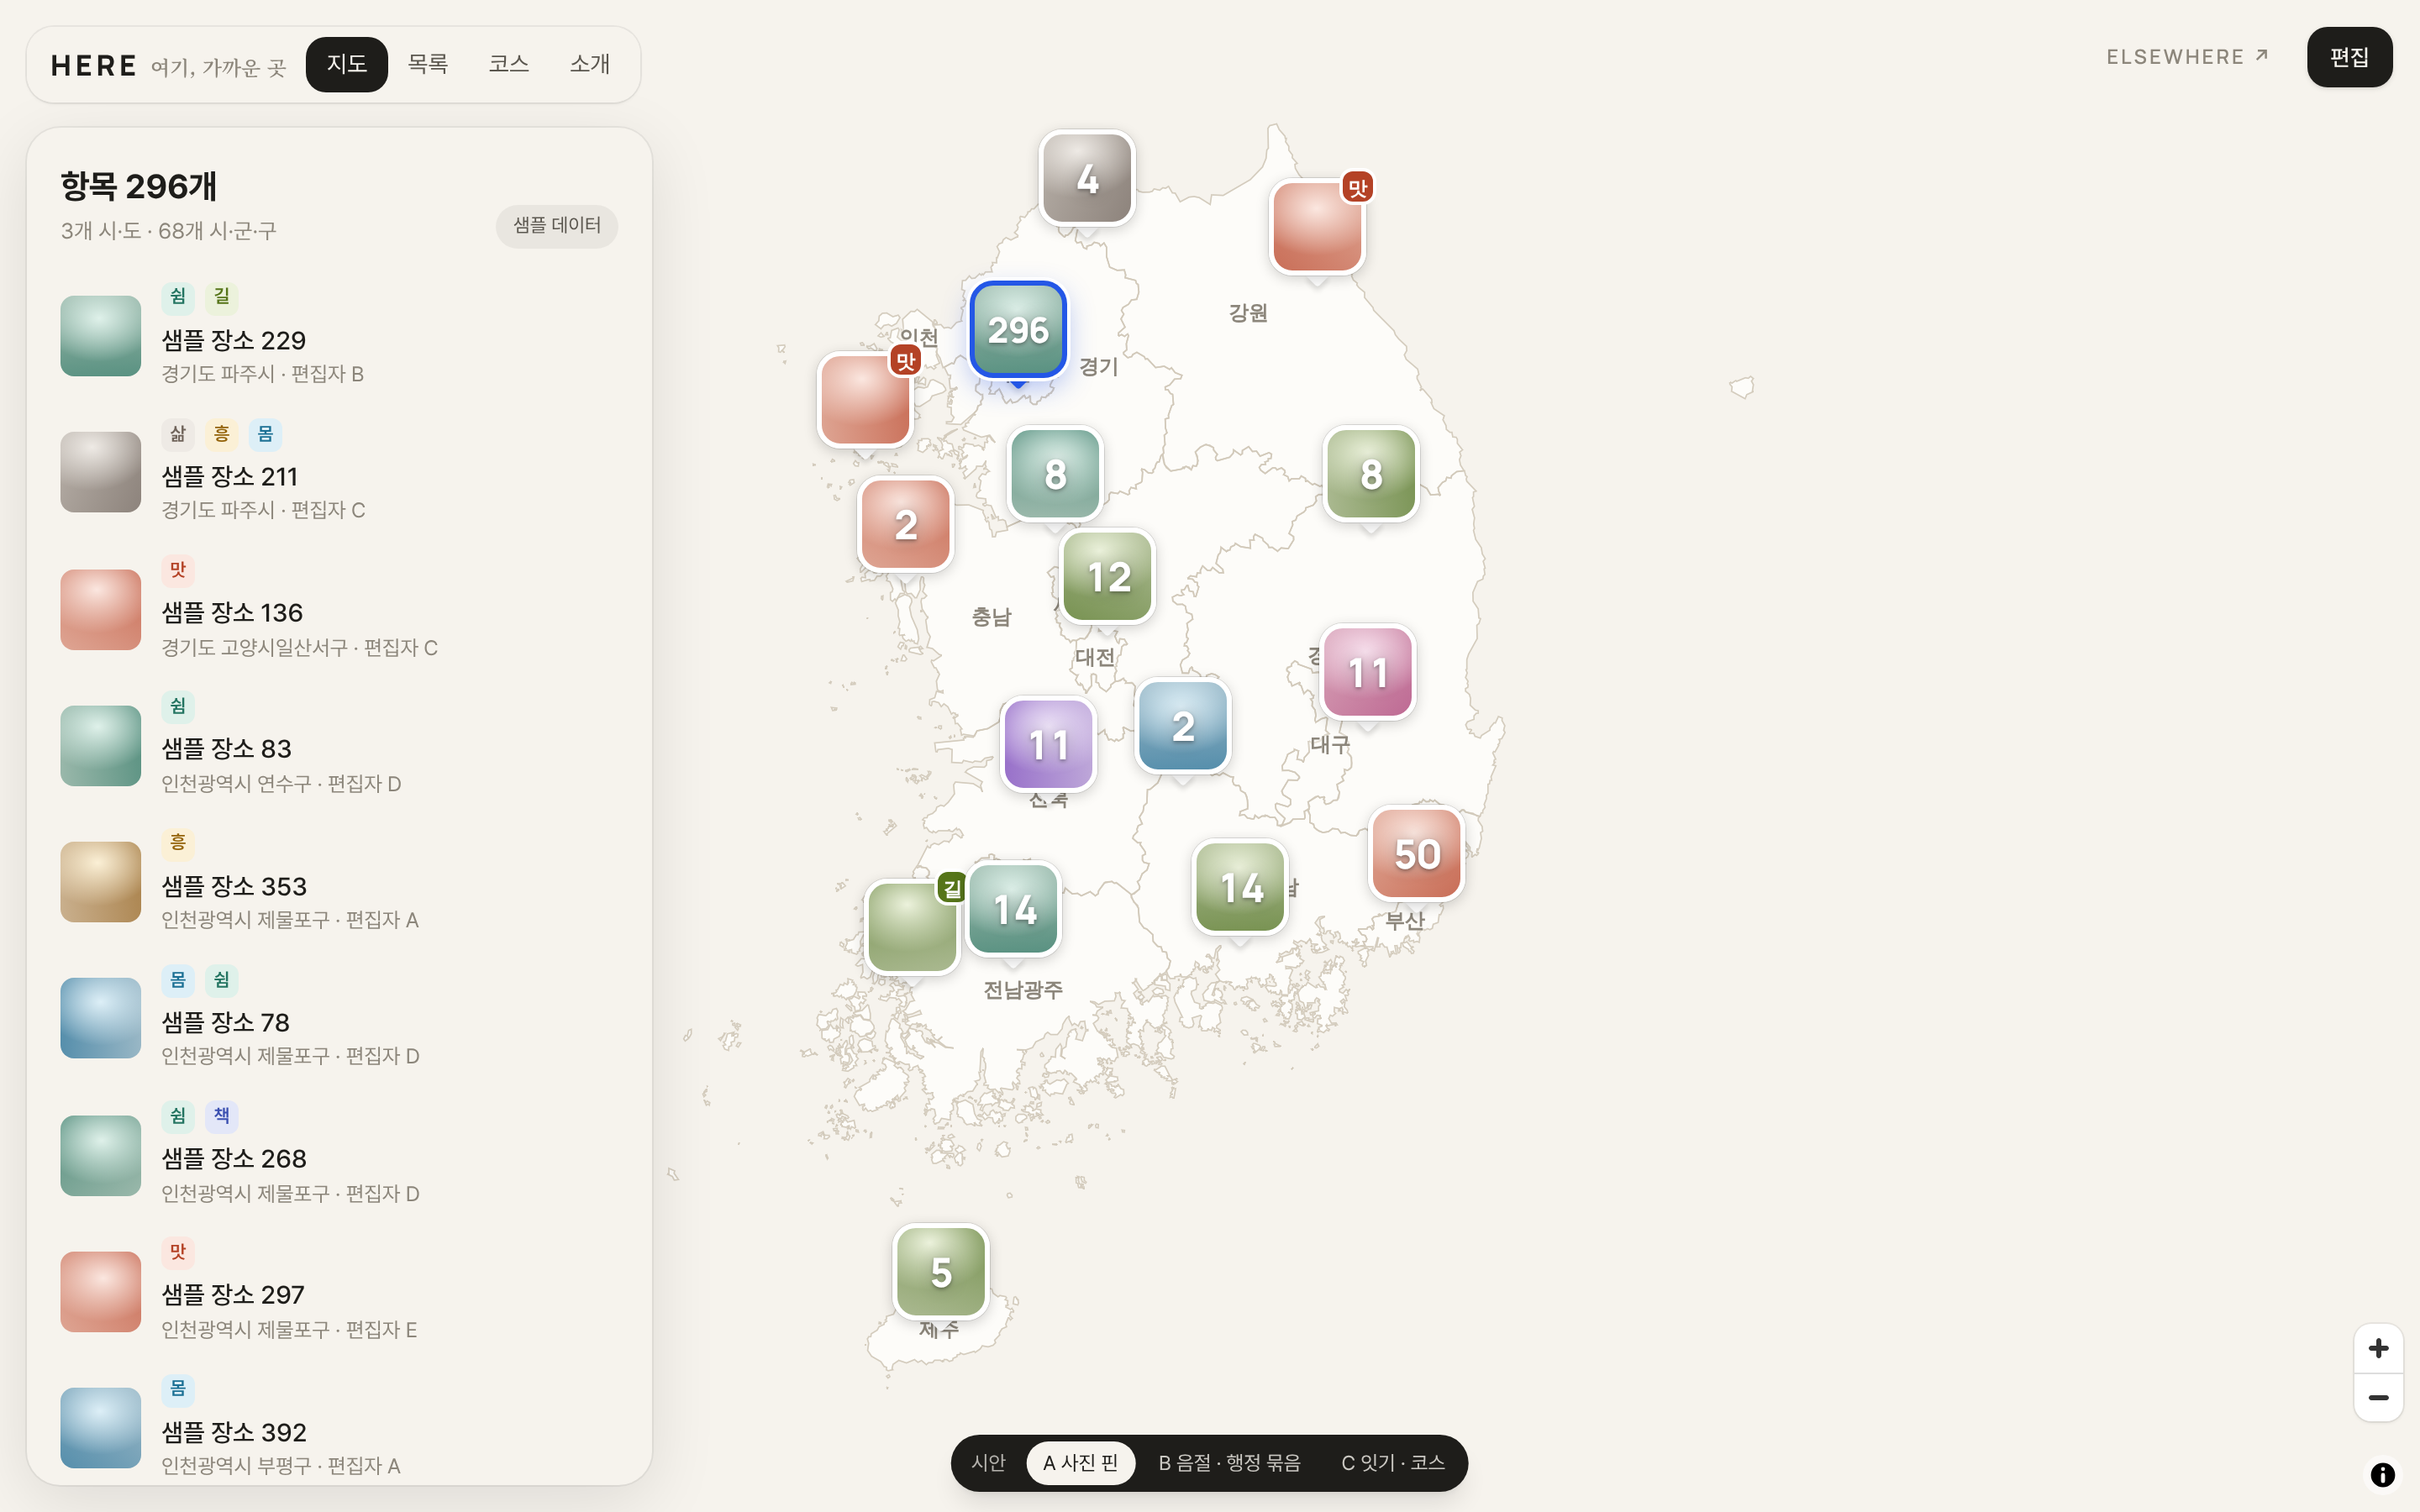 HERE 여기, 가까운 곳 지도 목록 코스 소개
ELSEWHERE ↗ 편집
항목 296개
3개 시·도 · 68개 시·군·구
샘플 데이터
쉼 길
샘플 장소 229
경기도 파주시 · 편집자 B
삶 흥 몸
샘플 장소 211
경기도 파주시 · 편집자 C
맛
샘플 장소 136
경기도 고양시일산서구 · 편집자 C
쉼
샘플 장소 83
인천광역시 연수구 · 편집자 D
흥
샘플 장소 353
인천광역시 제물포구 · 편집자 A
몸 쉼
샘플 장소 78
인천광역시 제물포구 · 편집자 D
쉼 책
샘플 장소 268
인천광역시 제물포구 · 편집자 D
맛
샘플 장소 297
인천광역시 제물포구 · 편집자 E
몸
샘플 장소 392
인천광역시 부평구 · 편집자 A
4
맛
강원
296
인천
경기
맛
8
8
2
12
충남
대전
11
11
2
대구
50
14
길
14
부산
전남광주
5
제주
시안 A 사진 핀 B 음절 · 행정 묶음 C 잇기 · 코스